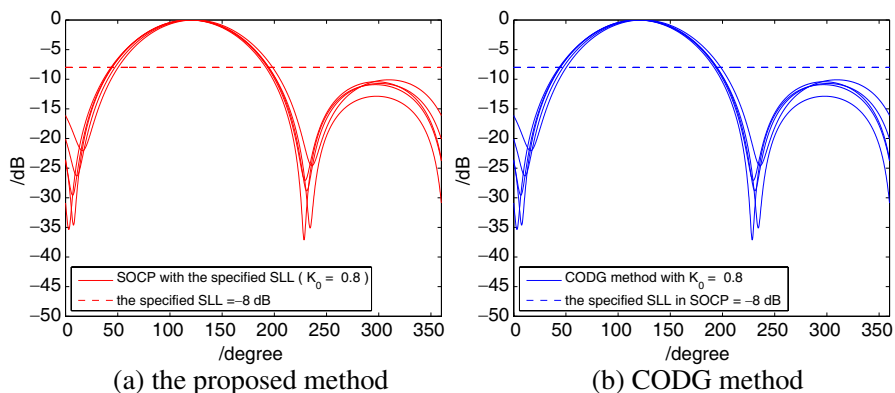 0
−5
−10
−15
−20
−25
−30
−35
−40
−45
−50
/dB
0 50 100 150 200 250 300 350
/degree
SOCP with the specified SLL ( K0 = 0.8 )
the specified SLL =−8 dB
(a) the proposed method
0
−5
−10
−15
−20
−25
−30
−35
−40
−45
−50
/dB
0 50 100 150 200 250 300 350
/degree
CODG method with K0 = 0.8
the specified SLL in SOCP = −8 dB
(b) CODG method